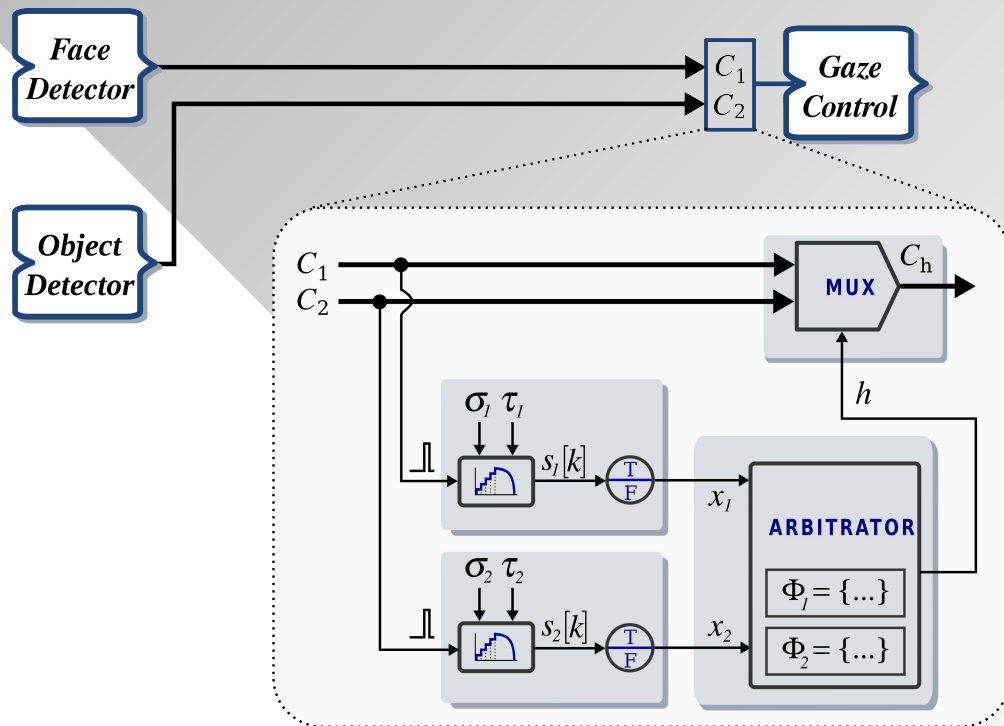 Face
Detector
C₁
C₂
Gaze
Control
Object
Detector
C₁
C₂
MUX
Cₕ
h
σ₁ τ₁
s₁[k]
T
F
x₁
ARBITRATOR
Φ₁ = {...}
σ₂ τ₂
s₂[k]
T
F
x₂
Φ₂ = {...}